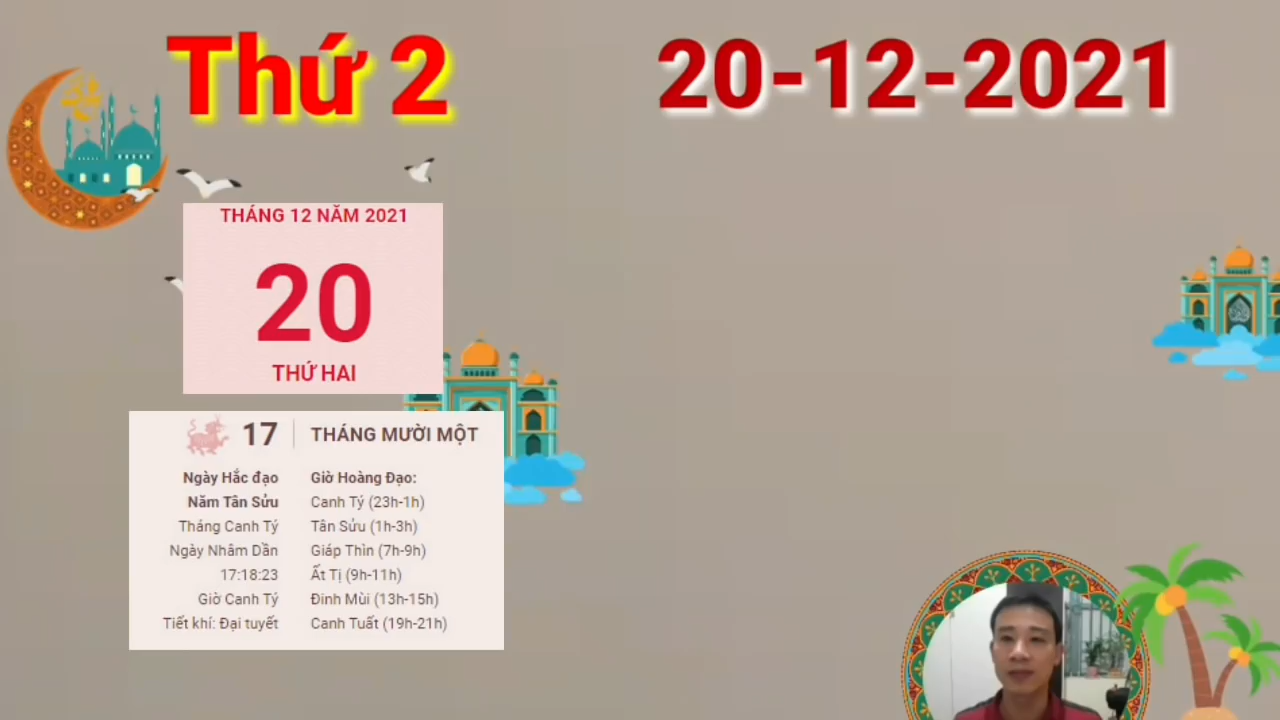 Thứ 2
20-12-2021
THÁNG 12 NĂM 2021
20
THỨ HAI
17
THÁNG MƯỜI MỘT
Ngày Hắc đạo
Năm Tân Sửu
Tháng Canh Tý
Ngày Nhâm Dần
17:18:23
Giờ Canh Tý
Tiết khí: Đại tuyết
Giờ Hoàng Đạo:
Canh Tý (23h-1h)
Tân Sửu (1h-3h)
Giáp Thìn (7h-9h)
Ất Tị (9h-11h)
Đinh Mùi (13h-15h)
Canh Tuất (19h-21h)